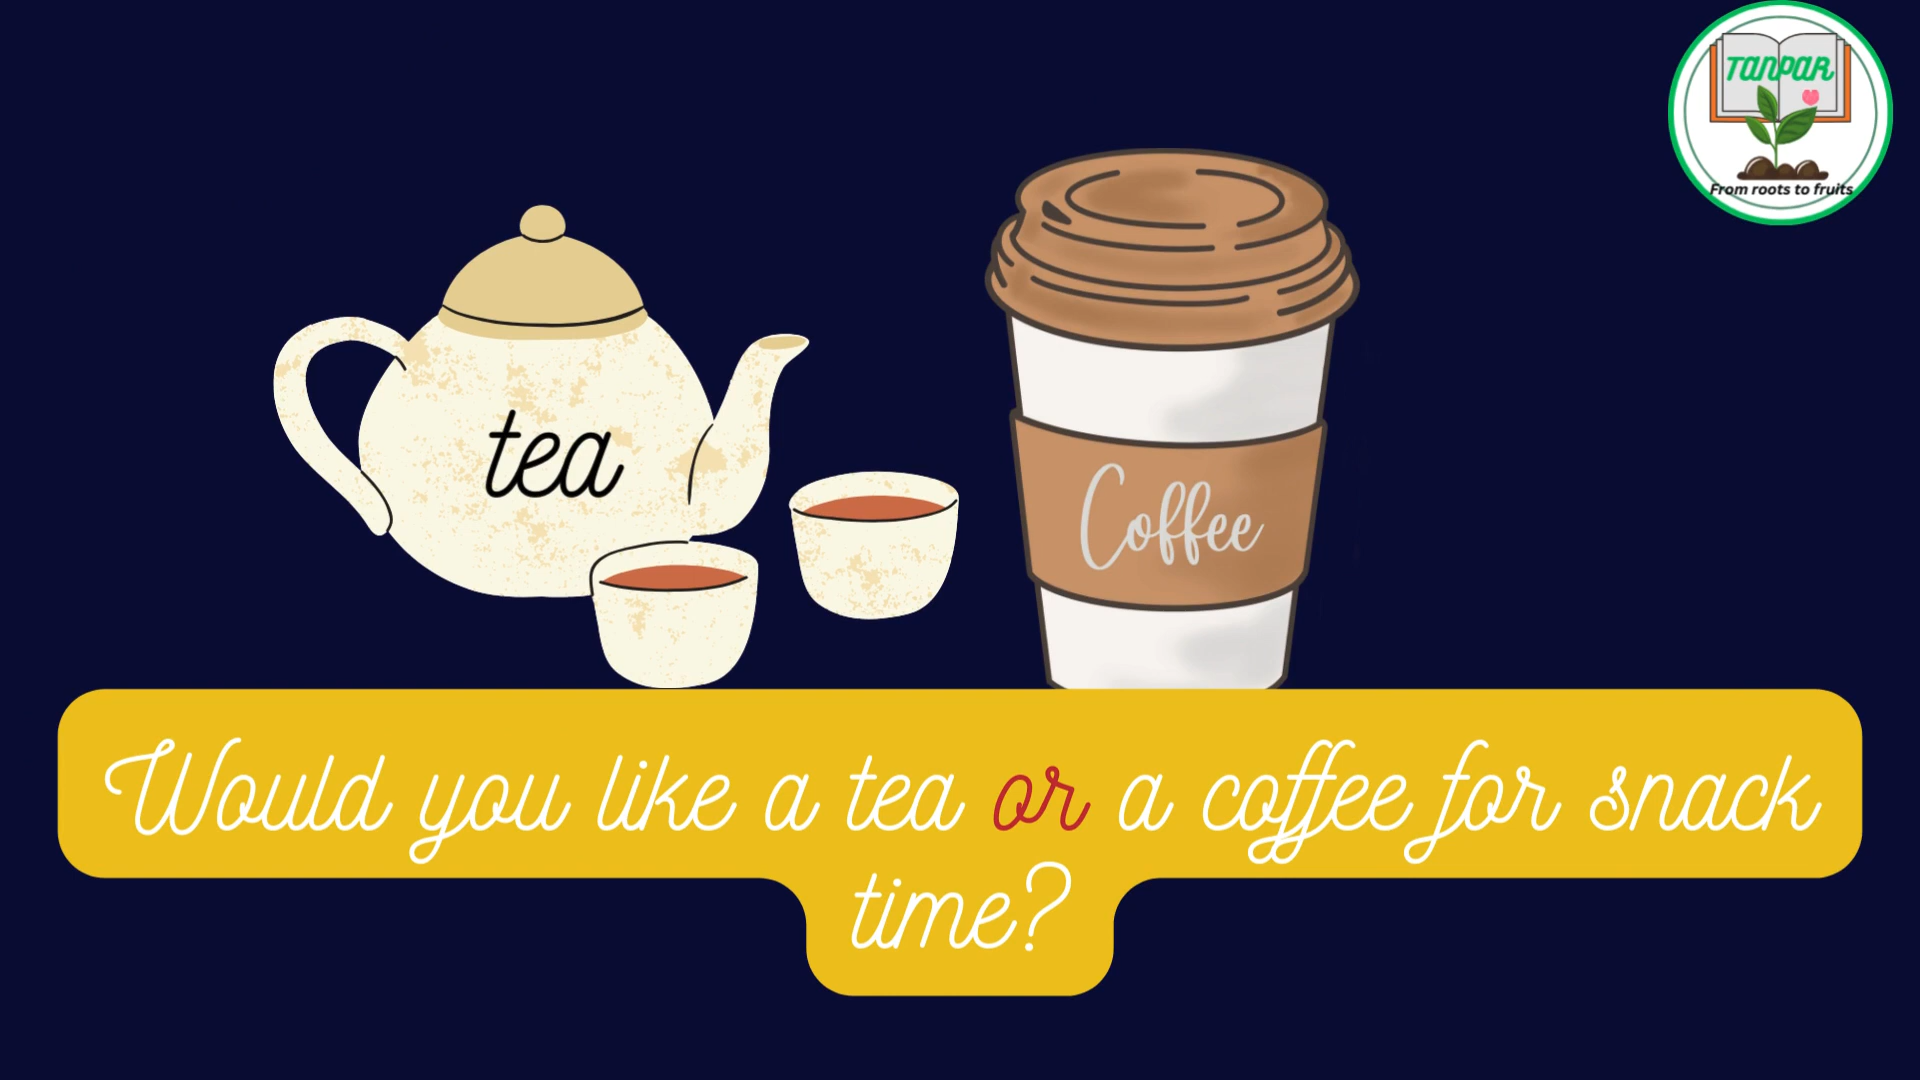 TANPAR
From roots to fruits
tea
Coffee
Would you like a tea or a coffee for snack
time?